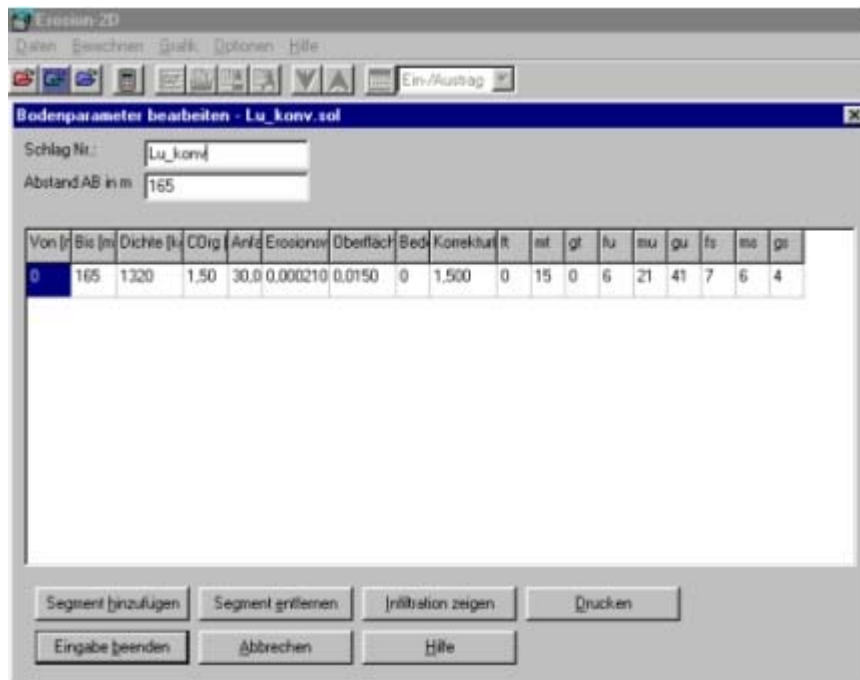 Erosion-2D
Daten Berechnen Grafik Optionen Hilfe
Ein-/Austrag
Bodenparameter bearbeiten - Lu_konv.sol
Schlag Nr.: Lu_konv
Abstand AB in m 165
Von [m Bis [m Dichte [k COrg [ Anfa Erosionsw Oberfläch Bede Korrekturf ft mt gt fu mu gu fs ms gs
0 165 1320 1,50 30,0 0,000210 0,0150 0 1,500 0 15 0 6 21 41 7 6 4
Segment hinzufügen Segment entfernen Infiltration zeigen Drucken
Eingabe beenden Abbrechen Hilfe